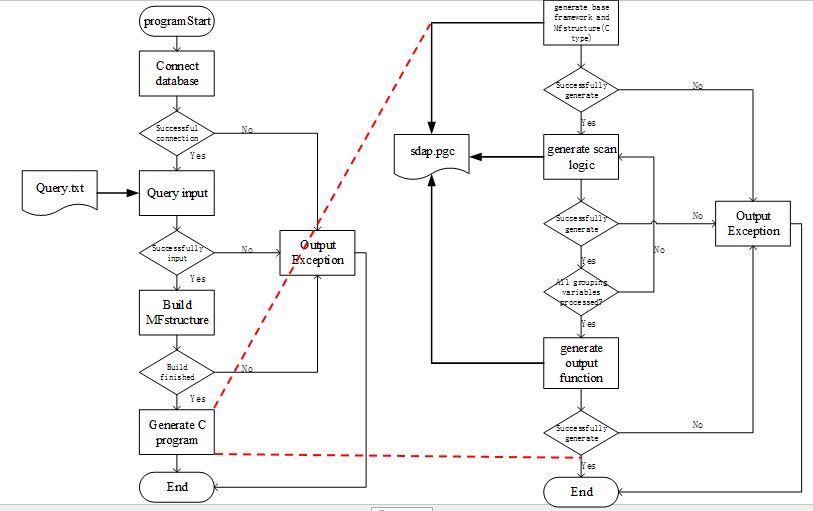 program Start
Connect
database
Successful
connection
No
Yes
Query.txt
Query input
Successfully
input
No
Yes
Output
Exception
Build
MFstructure
Build
finished
No
Yes
Generate C
program
End
generate base
framework and
Mfstructure(C
type)
Successfully
generate
No
Yes
sdap.pgc
generate scan
logic
Successfully
generate
No
Yes
Output
Exception
All grouping
variables
processed?
No
Yes
generate
output
function
Successfully
generate
No
Yes
End